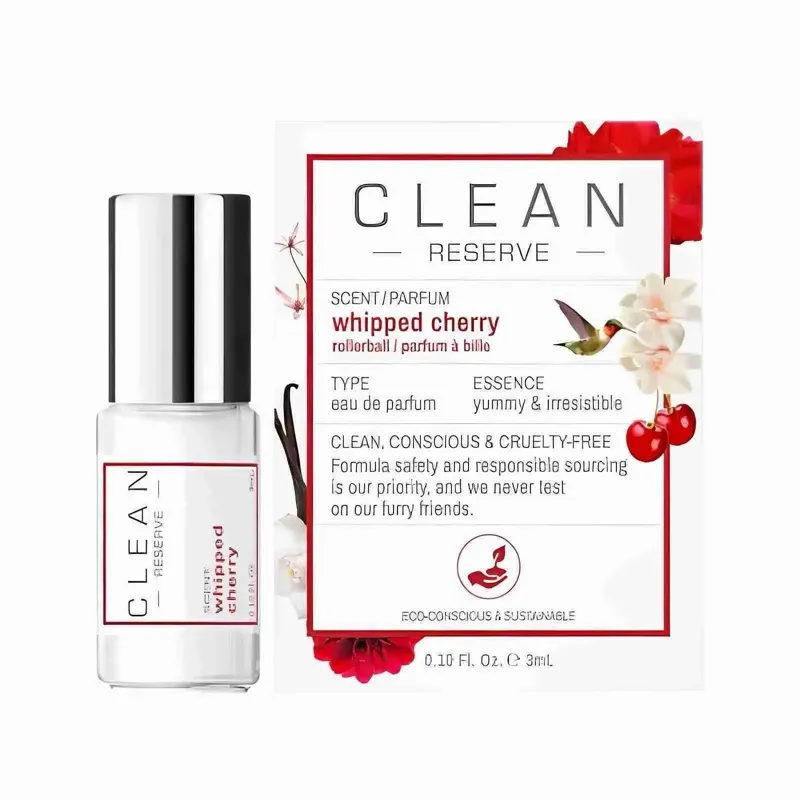 CLEAN
RESERVE
SCENT/PARFUM
whipped cherry
rollerball / parfum à bille
TYPE
eau de parfum
ESSENCE
yummy & irresistible
CLEAN, CONSCIOUS & CRUELTY-FREE
Formula safety and responsible sourcing
is our priority, and we never test
on our furry friends.
ECO-CONSCIOUS & SUSTAINABLE
0.10 Fl. Oz. ℮ 3mL
CLEAN
RESERVE
SCENT
whipped
cherry
3mL